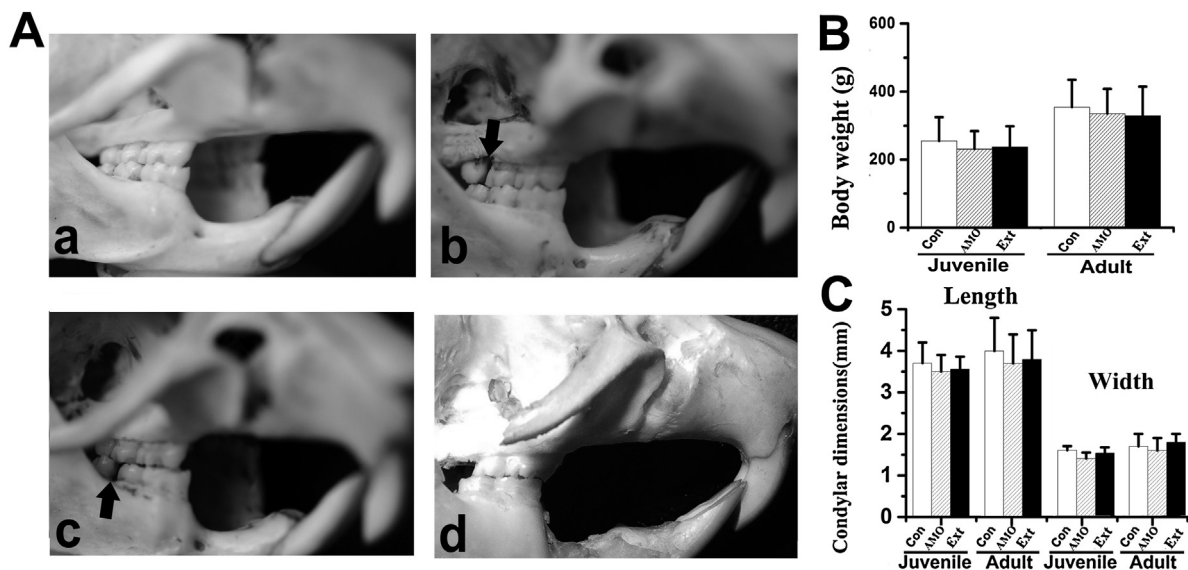 A
a
b
c
d
B
Body weight (g)
600
400
200
0
Con
AMO
Ext
Juvenile
Con
AMO
Ext
Adult
C
Length
Width
Condylar dimensions(mm)
5
4
3
2
1
0
Con
AMO
Ext
Juvenile
Con
AMO
Ext
Adult
Con
AMO
Ext
Juvenile
Con
AMO
Ext
Adult